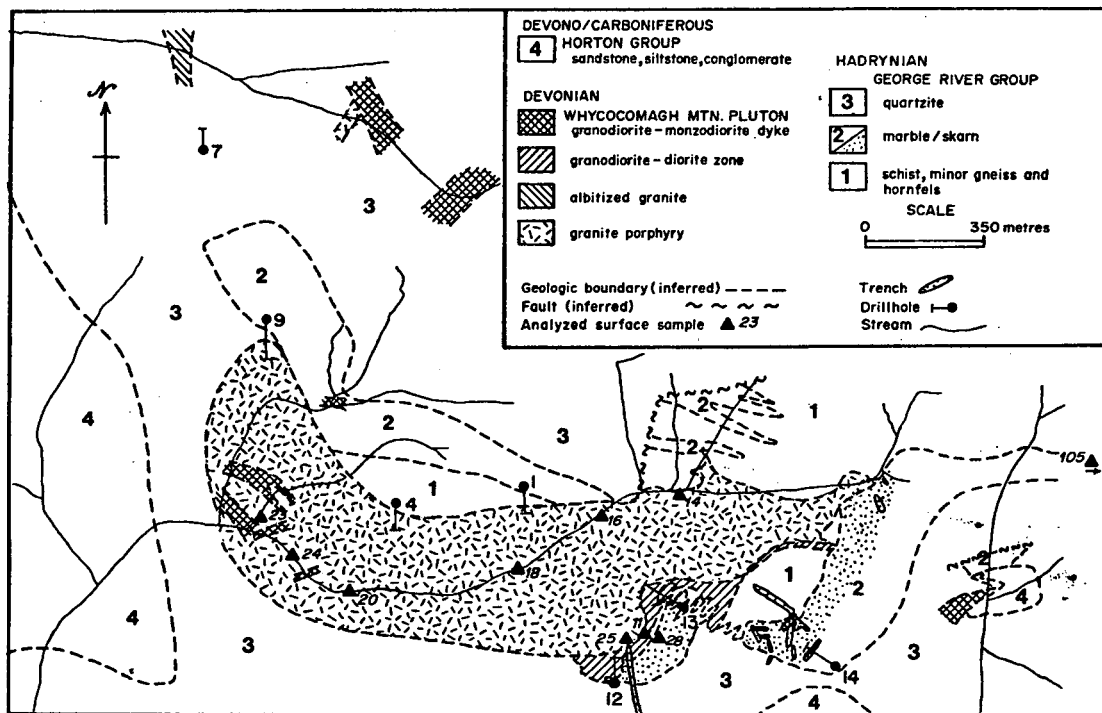 DEVONO/CARBONIFEROUS
4 HORTON GROUP
sandstone, siltstone, conglomerate
DEVONIAN
WHYCOCOMAGH MTN. PLUTON
granodiorite-monzodiorite dyke
granodiorite-diorite zone
albitized granite
granite porphyry
HADRYNIAN
GEORGE RIVER GROUP
3 quartzite
2 marble/skarn
1 schist, minor gneiss and
hornfels
SCALE
0 350 metres
Geologic boundary (inferred)
Fault (inferred)
Analyzed surface sample 23
Trench
Drillhole
Stream
N
7
3
2
3
9
4
2
3
2
1
2
105
1
4
1
16
14
24
18
20
1
2
2
2
4
13
11
25
28
4
3
3
3
12
14
4